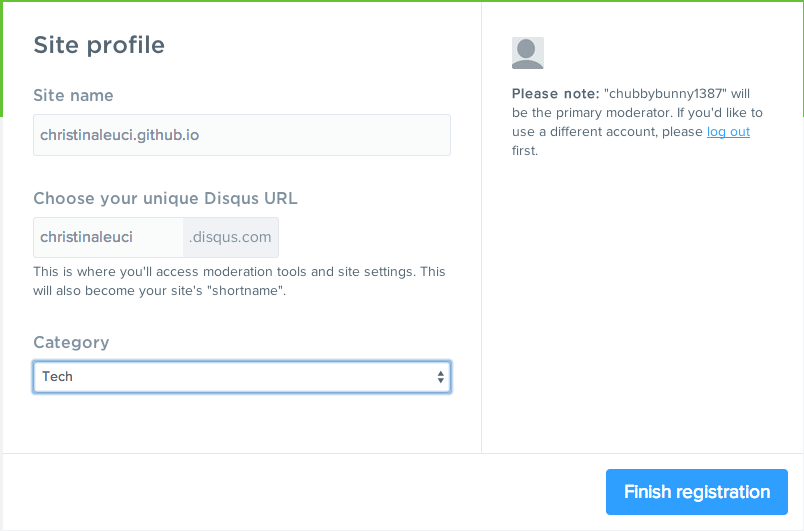 Site profile
Site name
christinaleuci.github.io
Choose your unique Disqus URL
christinaleuci .disqus.com
This is where you'll access moderation tools and site settings. This
will also become your site's "shortname".
Category
Tech
Please note: "chubbybunny1387" will
be the primary moderator. If you'd like to
use a different account, please log out
first.
Finish registration